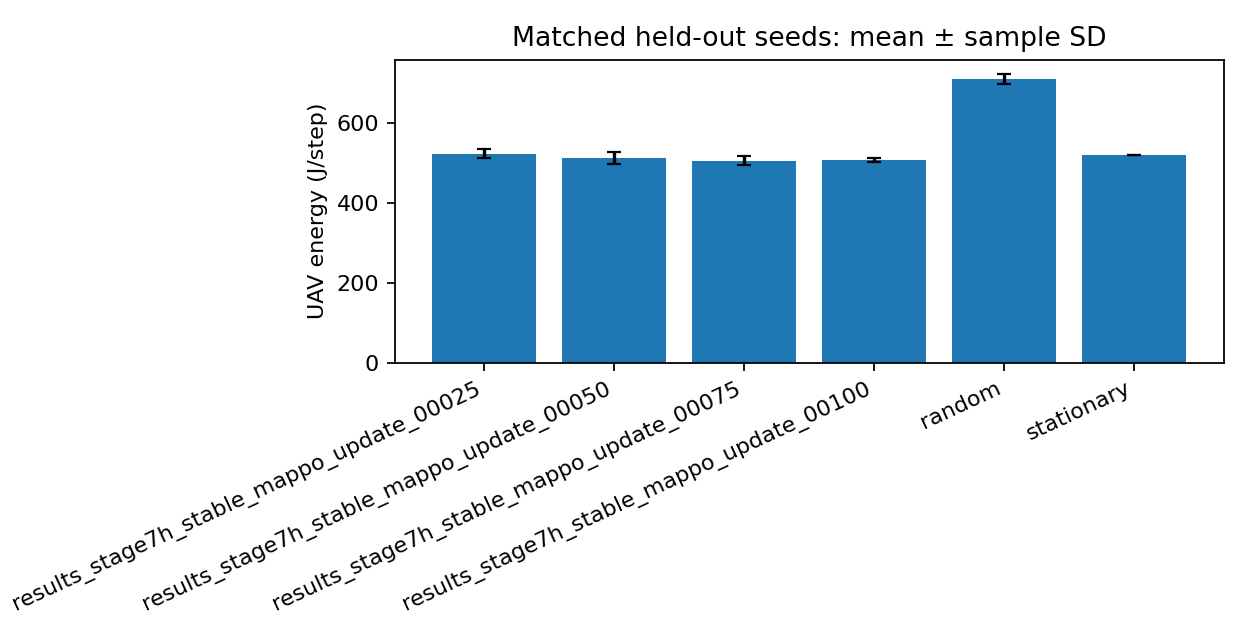 Matched held-out seeds: mean ± sample SD
UAV energy (J/step)
600
400
200
0
results_stage7h_stable_mappo_update_00025
results_stage7h_stable_mappo_update_00050
results_stage7h_stable_mappo_update_00075
results_stage7h_stable_mappo_update_00100
random
stationary